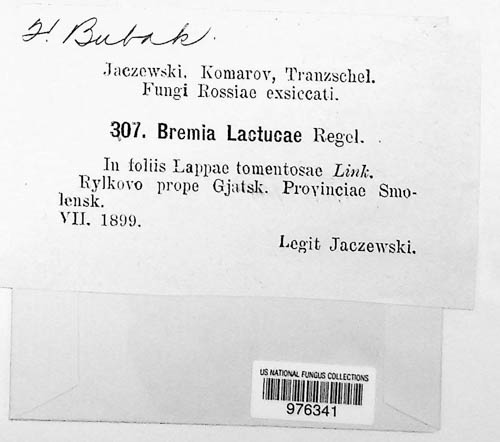 F. Bubak.
Jaczewski. Komarov, Tranzschel.
Fungi Rossiae exsiccati.
307. Bremia Lactucae Regel.
In foliis Lappae tomentosae Link.
Rylkovo prope Gjatsk. Provinciae Smo-
lensk.
VII. 1899.
Legit Jaczewski.
US NATIONAL FUNGUS COLLECTIONS
976341